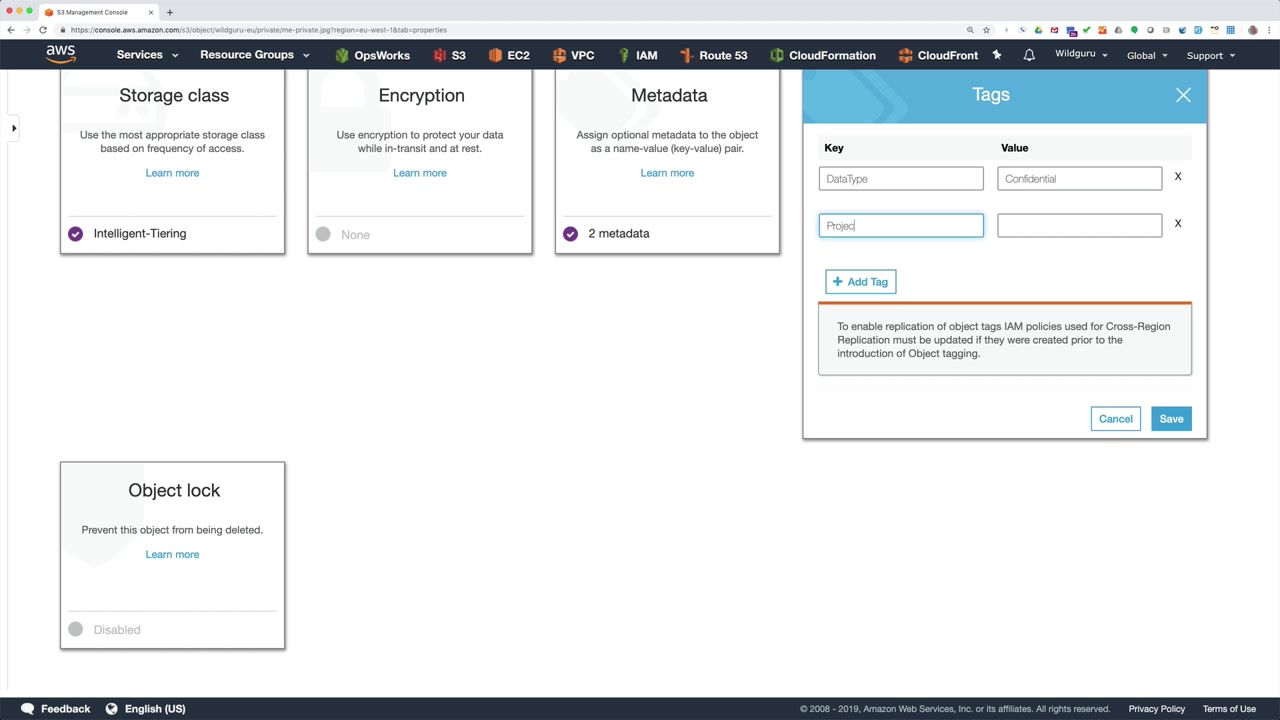 S3 Management Console
https://console.aws.amazon.com/s3/object/wildguru-eu/private/me-private.jpg?region=eu-west-1&tab=properties
aws
Services
Resource Groups
OpsWorks
S3
EC2
VPC
IAM
Route 53
CloudFormation
CloudFront
Wildguru
Global
Support
Storage class
Use the most appropriate storage class
based on frequency of access.
Learn more
Intelligent-Tiering
Encryption
Use encryption to protect your data
while in-transit and at rest.
Learn more
None
Metadata
Assign optional metadata to the object
as a name-value (key-value) pair.
Learn more
2 metadata
Tags
Key Value
DataType Confidential X
Projec X
+ Add Tag
To enable replication of object tags IAM policies used for Cross-Region
Replication must be updated if they were created prior to the
introduction of Object tagging.
Cancel Save
Object lock
Prevent this object from being deleted.
Learn more
Disabled
Feedback
English (US)
© 2008 - 2019, Amazon Web Services, Inc. or its affiliates. All rights reserved.
Privacy Policy
Terms of Use